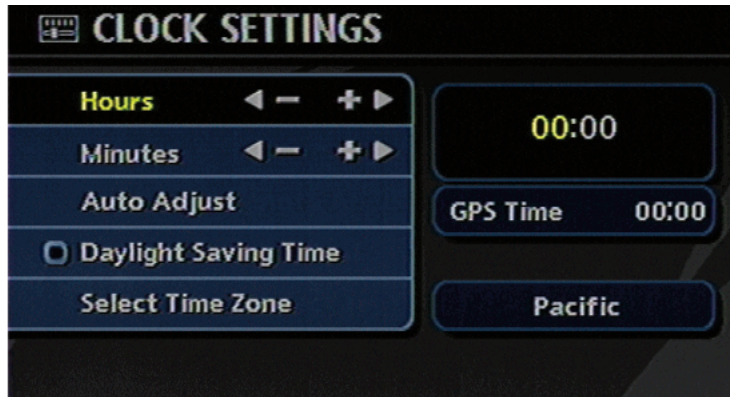 CLOCK SETTINGS
Hours - +
00:00
Minutes - +
Auto Adjust
GPS Time 00:00
Daylight Saving Time
Select Time Zone
Pacific